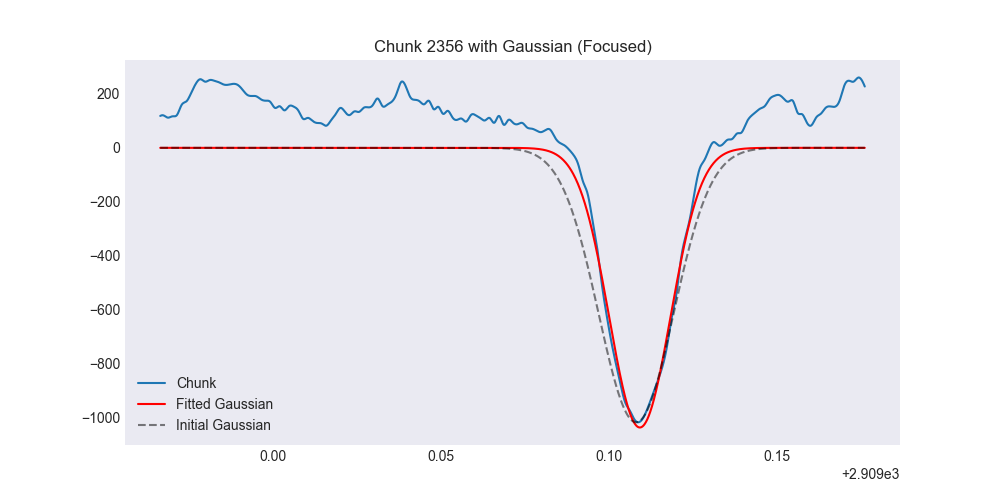 Chunk 2356 with Gaussian (Focused)
200
0
−200
−400
−600
−800
−1000
Chunk
Fitted Gaussian
Initial Gaussian
0.00 0.05 0.10 0.15
+2.909e3